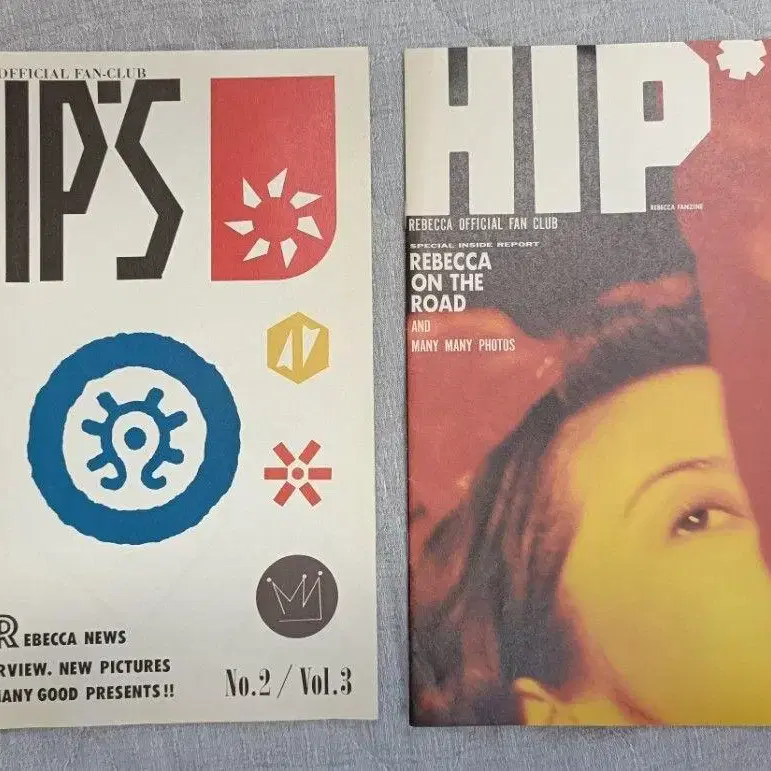 OFFICIAL FAN-CLUB
IP'S
REBECCA NEWS
RVIEW. NEW PICTURES
MANY GOOD PRESENTS!!
No.2 / Vol.3
HIP
REBECCA FANZINE
REBECCA OFFICIAL FAN CLUB
SPECIAL INSIDE REPORT
REBECCA
ON THE
ROAD
AND
MANY MANY PHOTOS